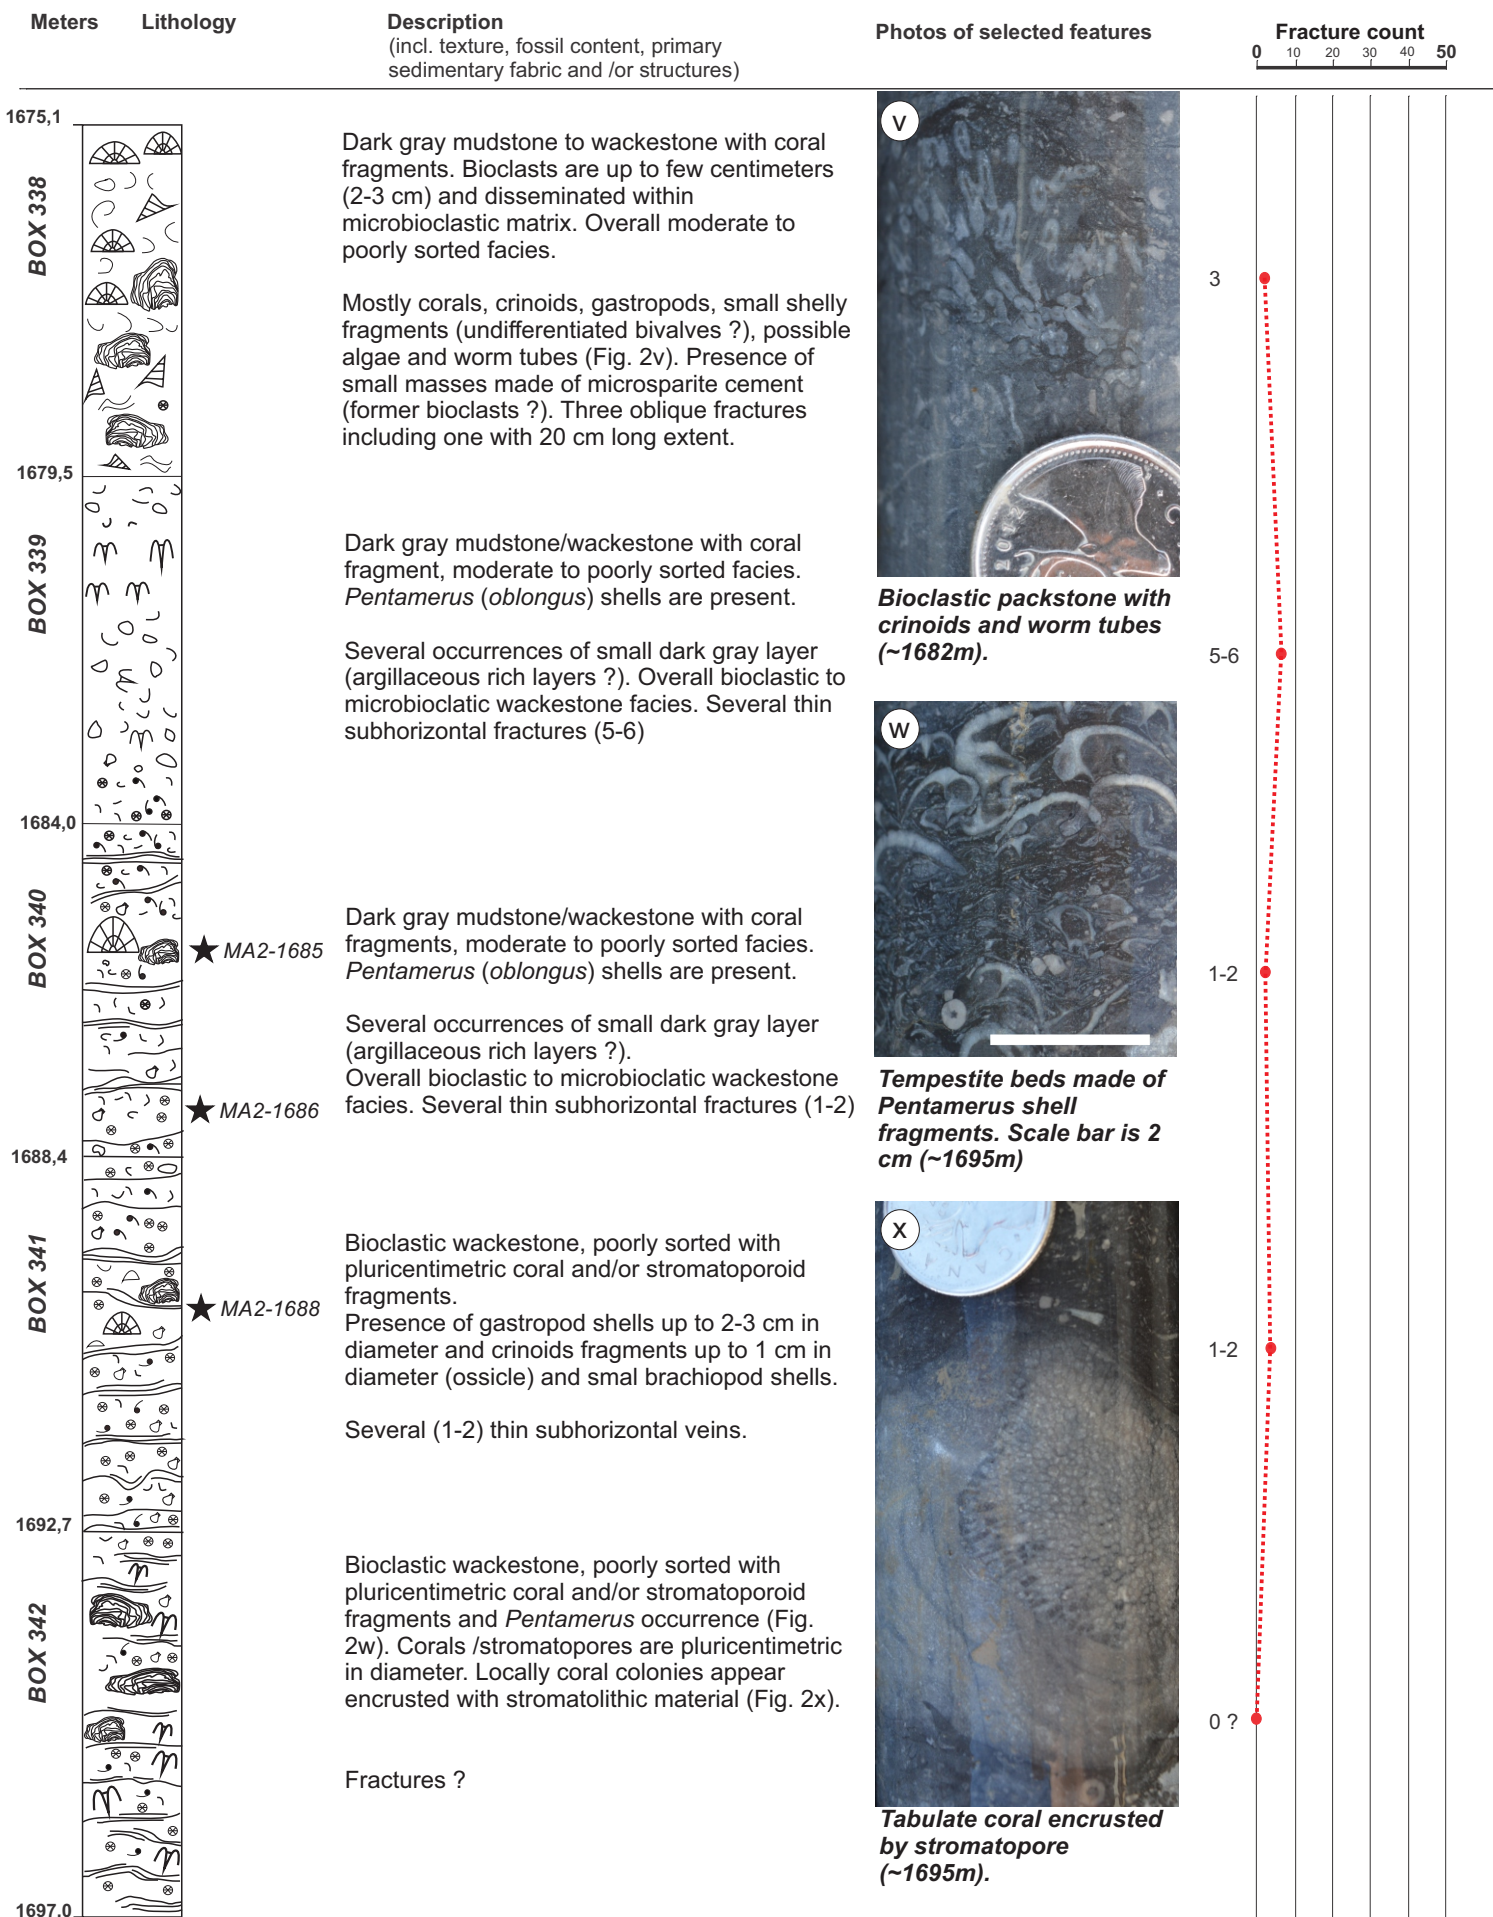 Meters Lithology Description Photos of selected features Fracture count
(incl. texture, fossil content, primary
sedimentary fabric and /or structures)
0 10 20 30 40 50
1675,1
BOX 338
Dark gray mudstone to wackestone with coral
fragments. Bioclasts are up to few centimeters
(2-3 cm) and disseminated within
microbioclastic matrix. Overall moderate to
poorly sorted facies.
Mostly corals, crinoids, gastropods, small shelly
fragments (undifferentiated bivalves ?), possible
algae and worm tubes (Fig. 2v). Presence of
small masses made of microsparite cement
(former bioclasts ?). Three oblique fractures
including one with 20 cm long extent.
V
3
1679,5
BOX 339
Dark gray mudstone/wackestone with coral
fragment, moderate to poorly sorted facies.
Pentamerus (oblongus) shells are present.
Several occurrences of small dark gray layer
(argillaceous rich layers ?). Overall bioclastic to
microbioclatic wackestone facies. Several thin
subhorizontal fractures (5-6)
Bioclastic packstone with
crinoids and worm tubes
(~1682m).
5-6
1684,0
BOX 340
MA2-1685
MA2-1686
Dark gray mudstone/wackestone with coral
fragments, moderate to poorly sorted facies.
Pentamerus (oblongus) shells are present.
Several occurrences of small dark gray layer
(argillaceous rich layers ?).
Overall bioclastic to microbioclatic wackestone
facies. Several thin subhorizontal fractures (1-2)
W
Tempestite beds made of
Pentamerus shell
fragments. Scale bar is 2
cm (~1695m)
1-2
1688,4
BOX 341
MA2-1688
Bioclastic wackestone, poorly sorted with
pluricentimetric coral and/or stromatoporoid
fragments.
Presence of gastropod shells up to 2-3 cm in
diameter and crinoids fragments up to 1 cm in
diameter (ossicle) and smal brachiopod shells.
Several (1-2) thin subhorizontal veins.
X
1-2
1692,7
BOX 342
Bioclastic wackestone, poorly sorted with
pluricentimetric coral and/or stromatoporoid
fragments and Pentamerus occurrence (Fig.
2w). Corals /stromatopores are pluricentimetric
in diameter. Locally coral colonies appear
encrusted with stromatolithic material (Fig. 2x).
Fractures ?
0 ?
Tabulate coral encrusted
by stromatopore
(~1695m).
1697,0